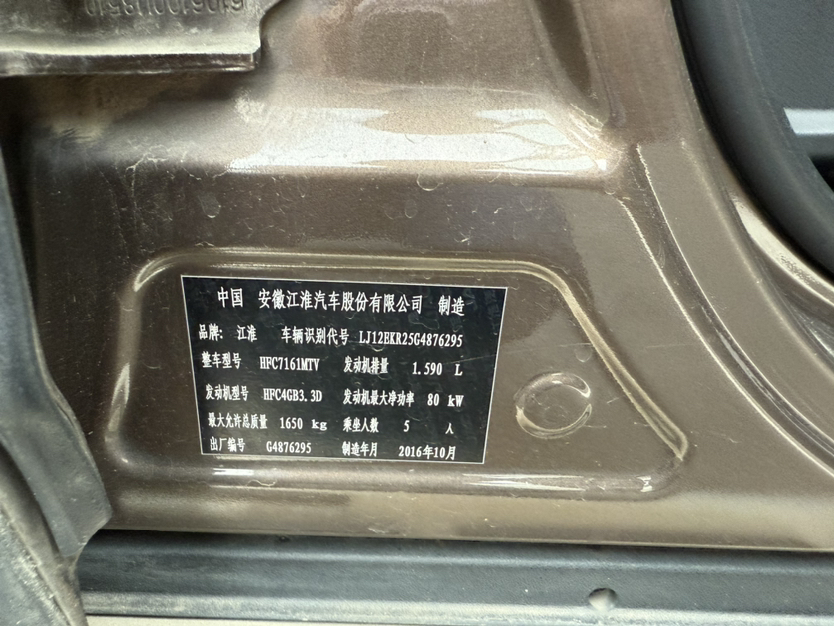 中国 安徽江淮汽车股份有限公司 制造
品牌: 江淮 车辆识别代号 LJ12EKR25G4876295
整车型号 HFC7161MTV 发动机排量 1.590 L
发动机型号 HFC4GB3.3D 发动机最大净功率 80 kW
最大允许总质量 1650 kg 乘坐人数 5 人
出厂编号 G4876295 制造年月 2016年10月